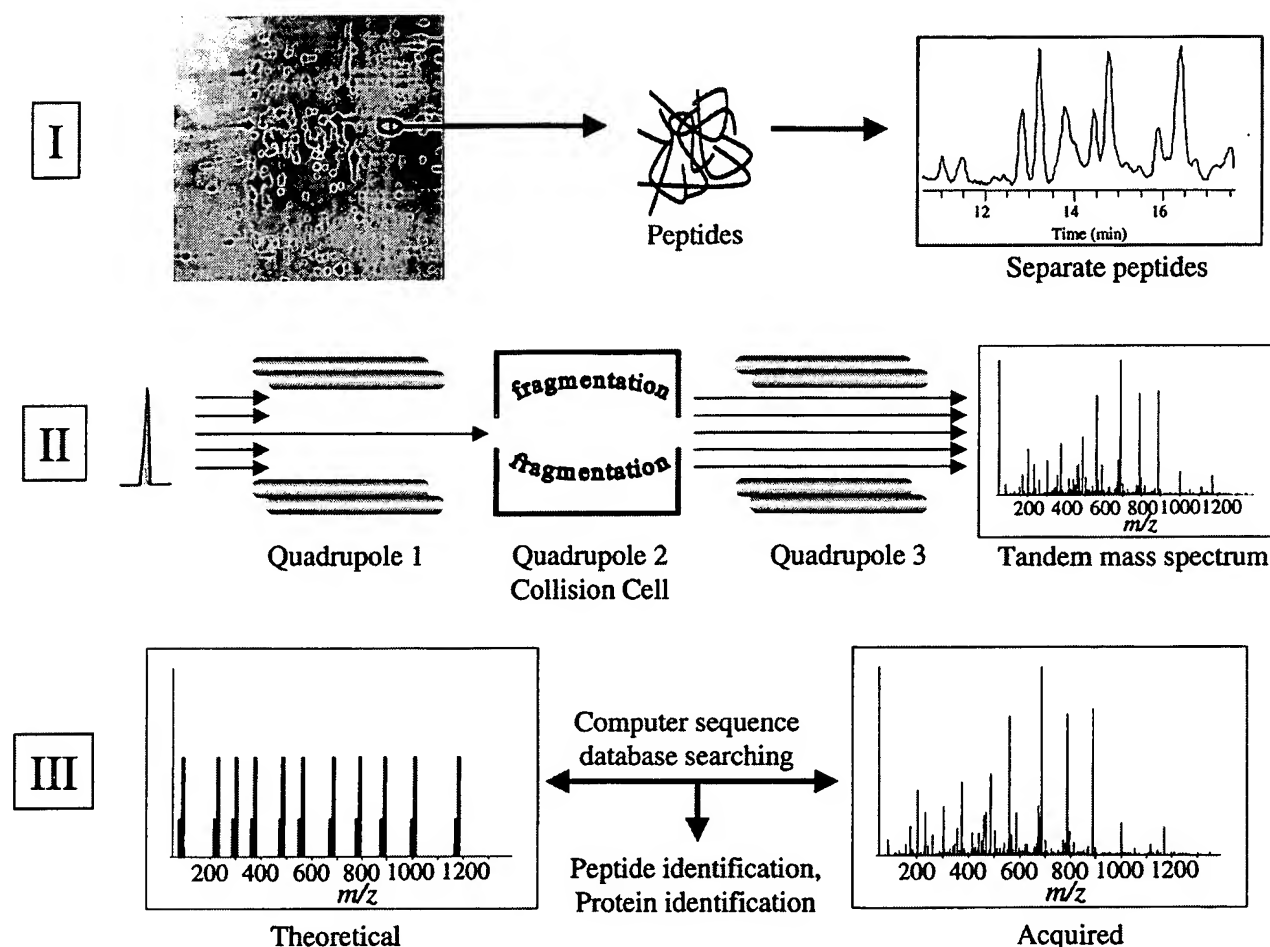 I
Peptides
12 14 16
Time (min)
Separate peptides
II
fragmentation
fragmentation
200 400 600 800 1000 1200
m/z
Quadrupole 1
Quadrupole 2
Collision Cell
Quadrupole 3
Tandem mass spectrum
III
Computer sequence
database searching
Peptide identification,
Protein identification
200 400 600 800 1000 1200
m/z
Theoretical
200 400 600 800 1000 1200
m/z
Acquired